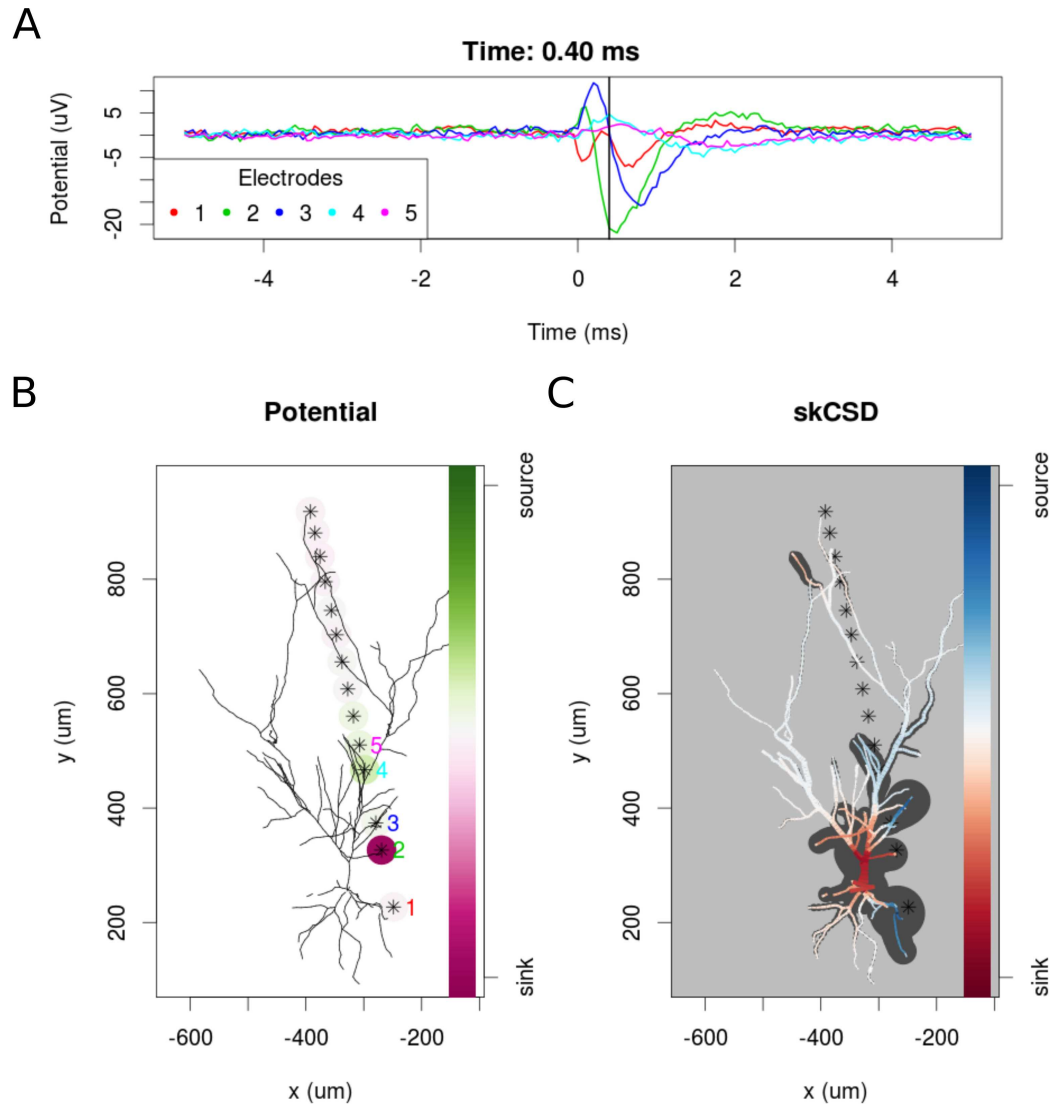 A
Time: 0.40 ms
Potential (uV)
5
-5
-20
Electrodes
1 2 3 4 5
-4 -2 0 2 4
Time (ms)
B
Potential
source
800
600
400
200
y (um)
5
4
3
2
1
sink
-600 -400 -200
x (um)
C
skCSD
source
800
600
400
200
y (um)
sink
-600 -400 -200
x (um)